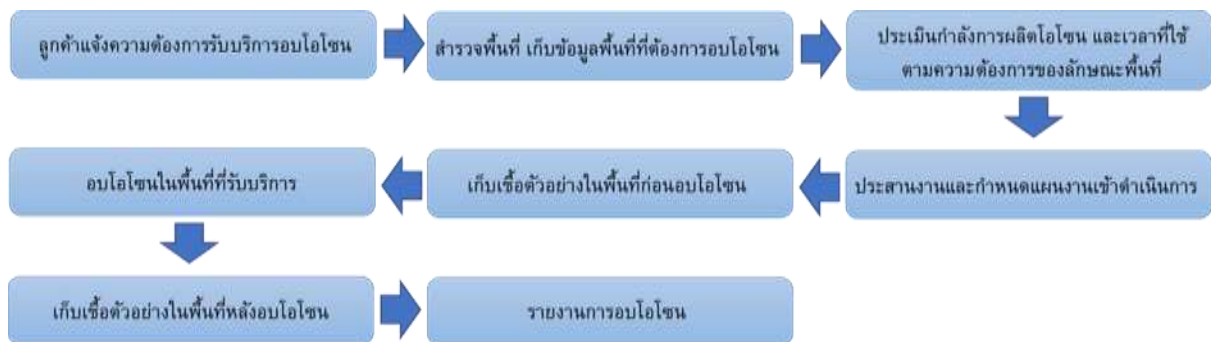 ลูกค้าแจ้งความต้องการรับบริการอบโอโซน
สำรวจพื้นที่ เก็บข้อมูลพื้นที่ที่ต้องการอบโอโซน
ประเมินกำลังการผลิตโอโซน และเวลาที่ใช้
ตามความต้องการของลักษณะพื้นที่
ประสานงานและกำหนดแผนงานเข้าดำเนินการ
เก็บเชื้อตัวอย่างในพื้นที่ก่อนอบโอโซน
อบโอโซนในพื้นที่ที่รับบริการ
เก็บเชื้อตัวอย่างในพื้นที่หลังอบโอโซน
รายงานการอบโอโซน